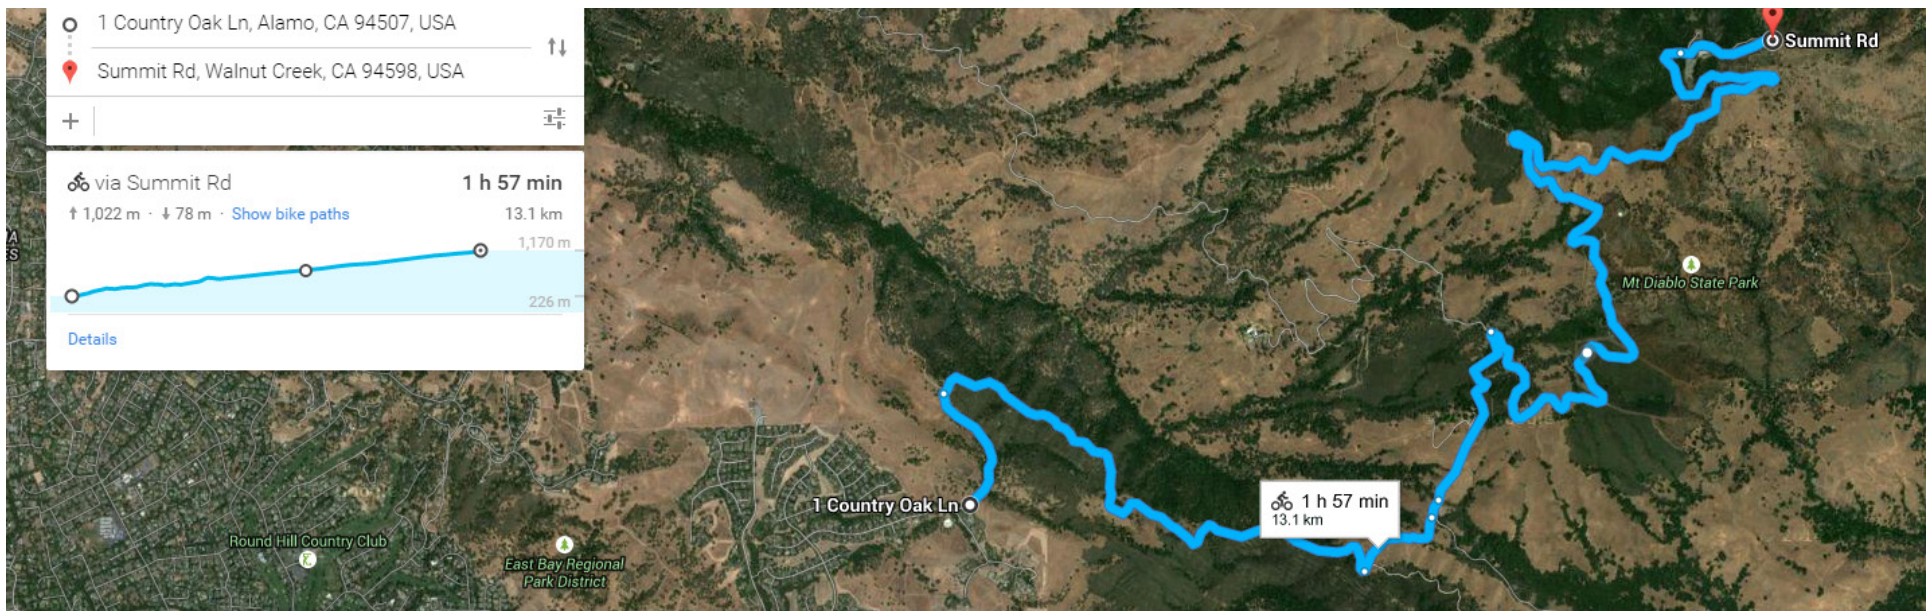 1 Country Oak Ln, Alamo, CA 94507, USA
Summit Rd, Walnut Creek, CA 94598, USA
via Summit Rd
1 h 57 min
1,022 m · 78 m · Show bike paths
13.1 km
1,170 m
226 m
Details
Summit Rd
Mt Diablo State Park
1 Country Oak Ln
1 h 57 min
13.1 km
Round Hill Country Club
East Bay Regional
Park District